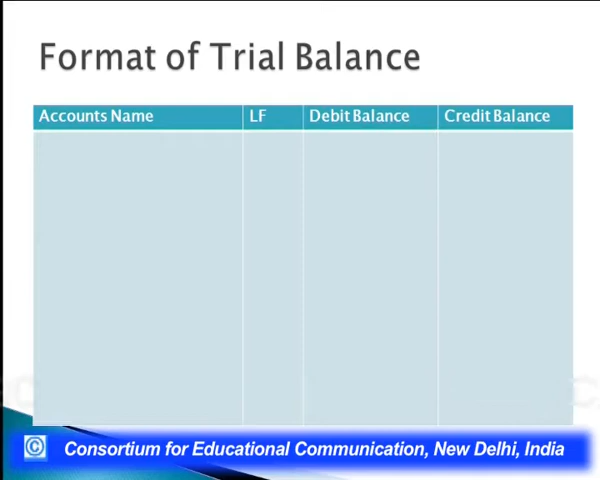 Format of Trial Balance
Accounts Name LF Debit Balance Credit Balance
© Consortium for Educational Communication, New Delhi, India